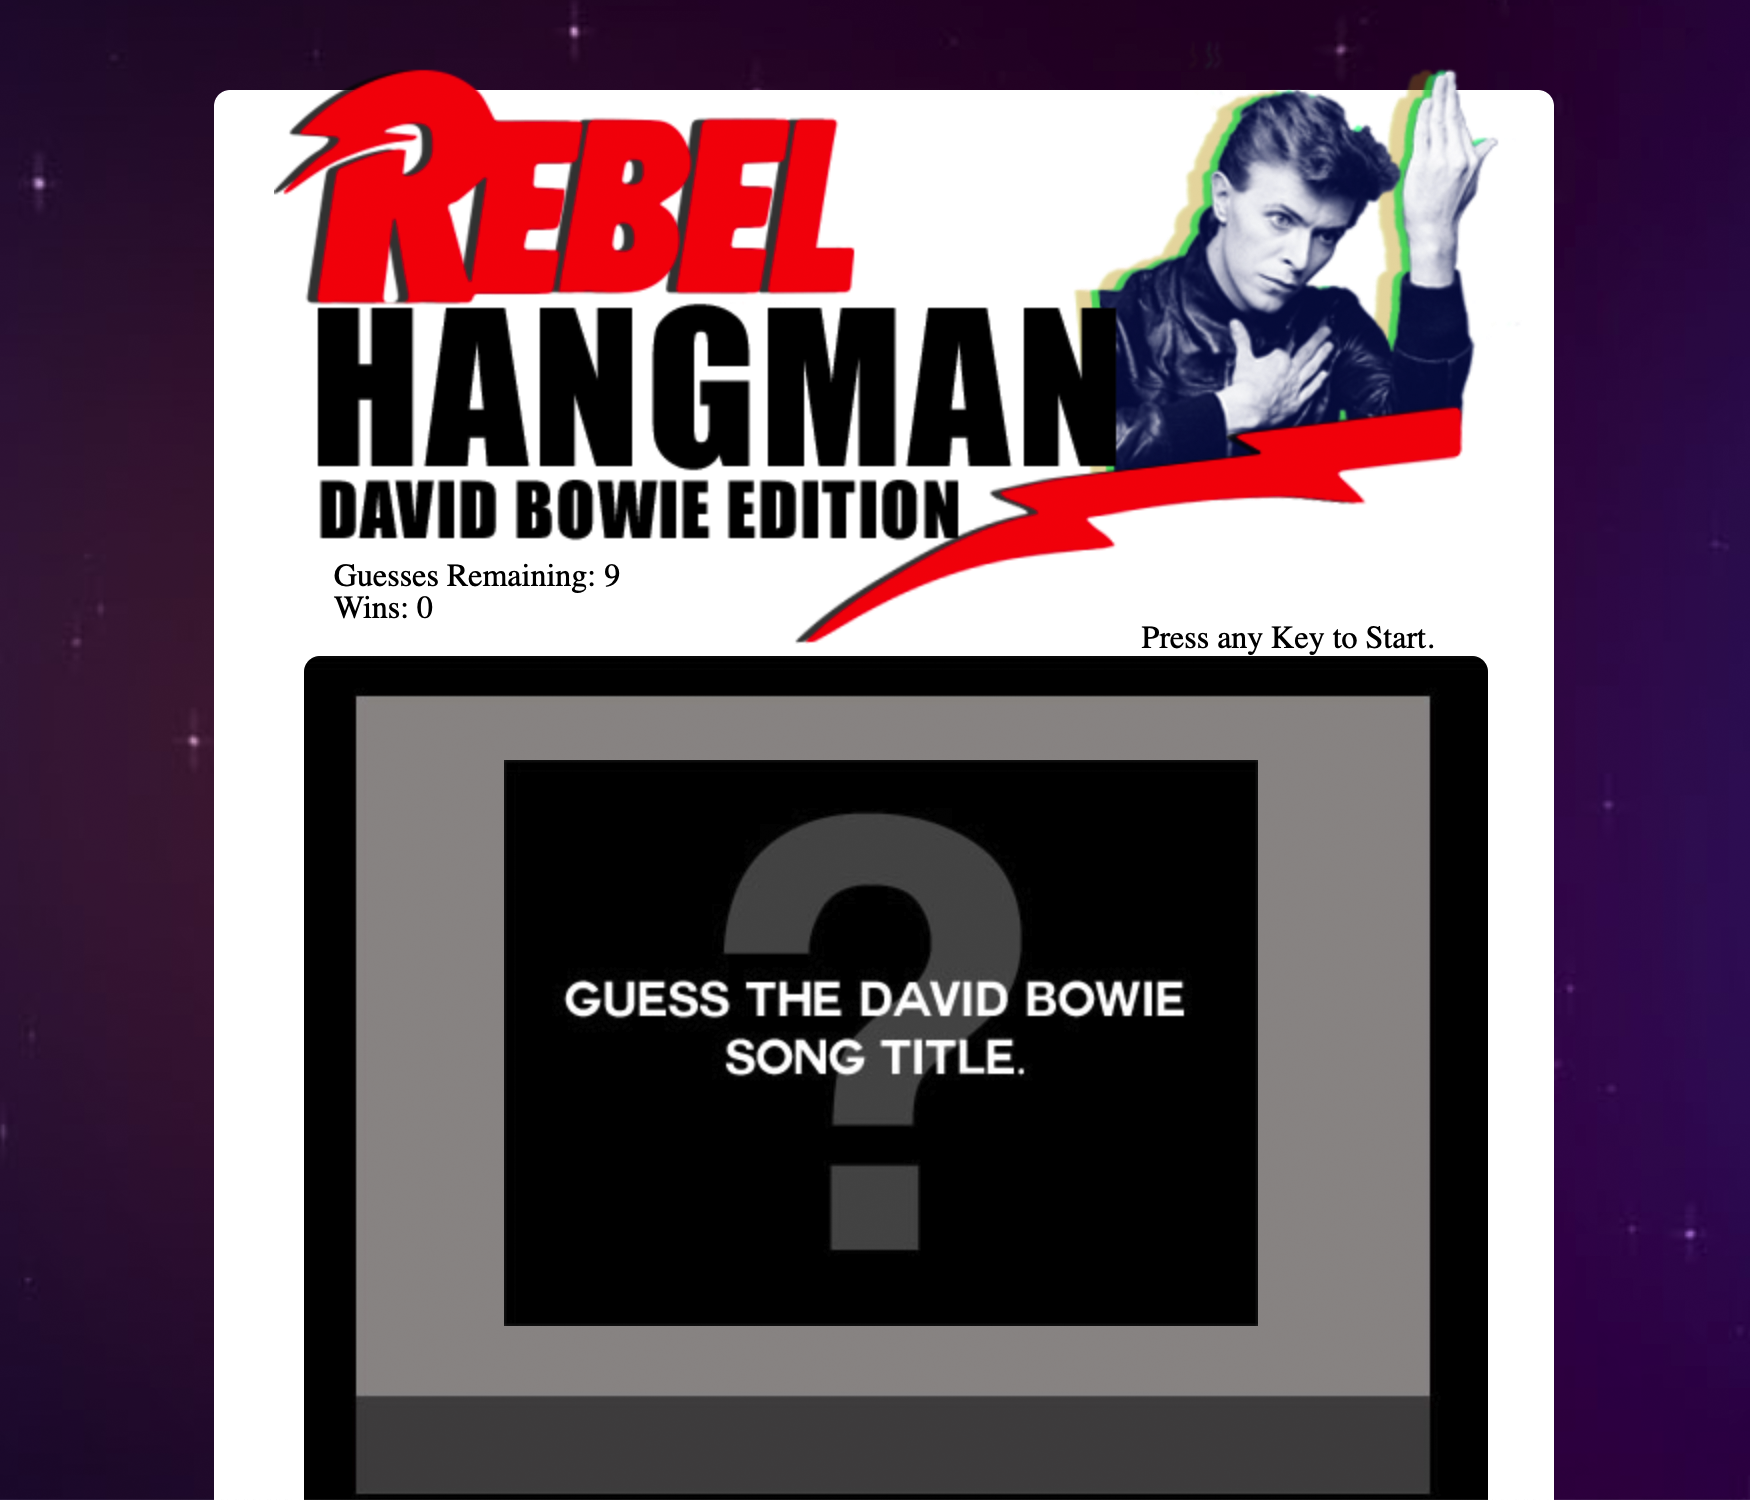 REBEL
HANGMAN
DAVID BOWIE EDITION
Guesses Remaining: 9
Wins: 0
Press any Key to Start.
GUESS THE DAVID BOWIE
SONG TITLE.